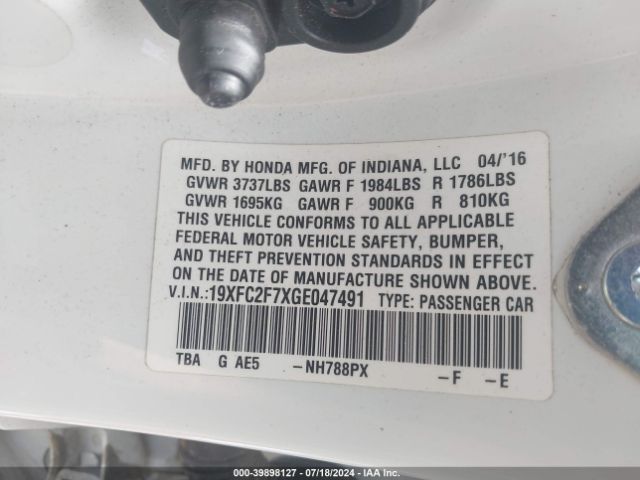 MFD. BY HONDA MFG. OF INDIANA, LLC 04/'16
GVWR 3737LBS GAWR F 1984LBS R 1786LBS
GVWR 1695KG GAWR F 900KG R 810KG
THIS VEHICLE CONFORMS TO ALL APPLICABLE
FEDERAL MOTOR VEHICLE SAFETY, BUMPER,
AND THEFT PREVENTION STANDARDS IN EFFECT
ON THE DATE OF MANUFACTURE SHOWN ABOVE.
V.I.N.:19XFC2F7XGE047491 TYPE: PASSENGER CAR
TBA G AE5 -NH788PX -F -E
000-39898127 - 07/18/2024 - IAA, Inc.